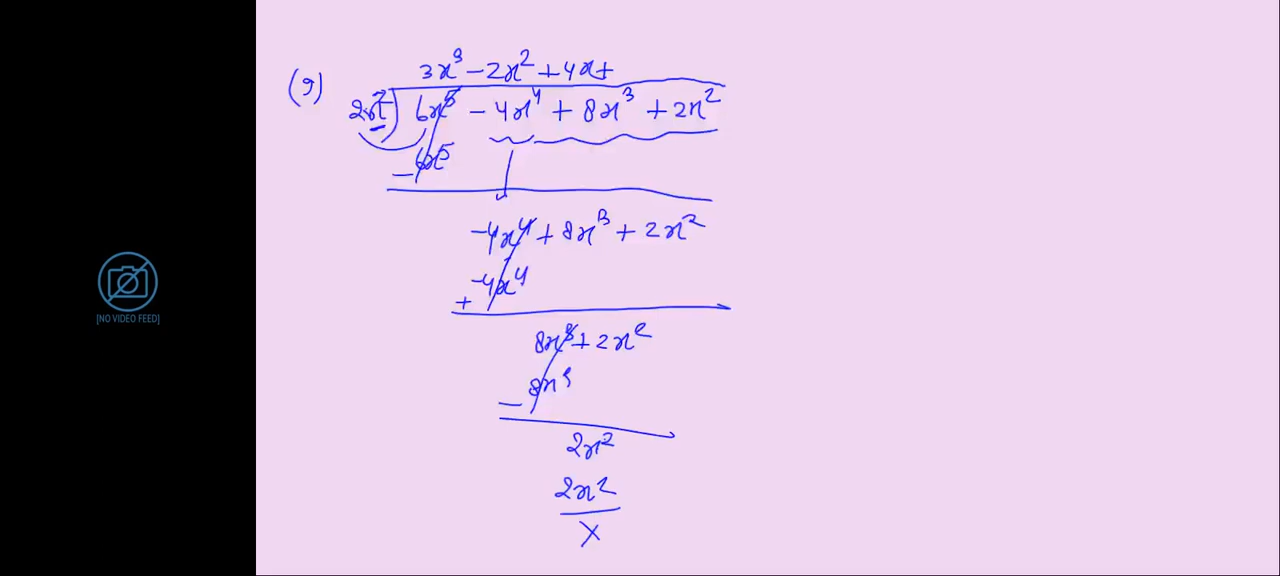 (9)
3x³ - 2x² + 4x +
2x² ) 6x⁵ - 4x⁴ + 8x³ + 2x²
- 6x⁵
-4x⁴ + 8x³ + 2x²
+ -4x⁴
8x³ + 2x²
- 8x³
2x²
2x²
X
[NO VIDEO FEED]